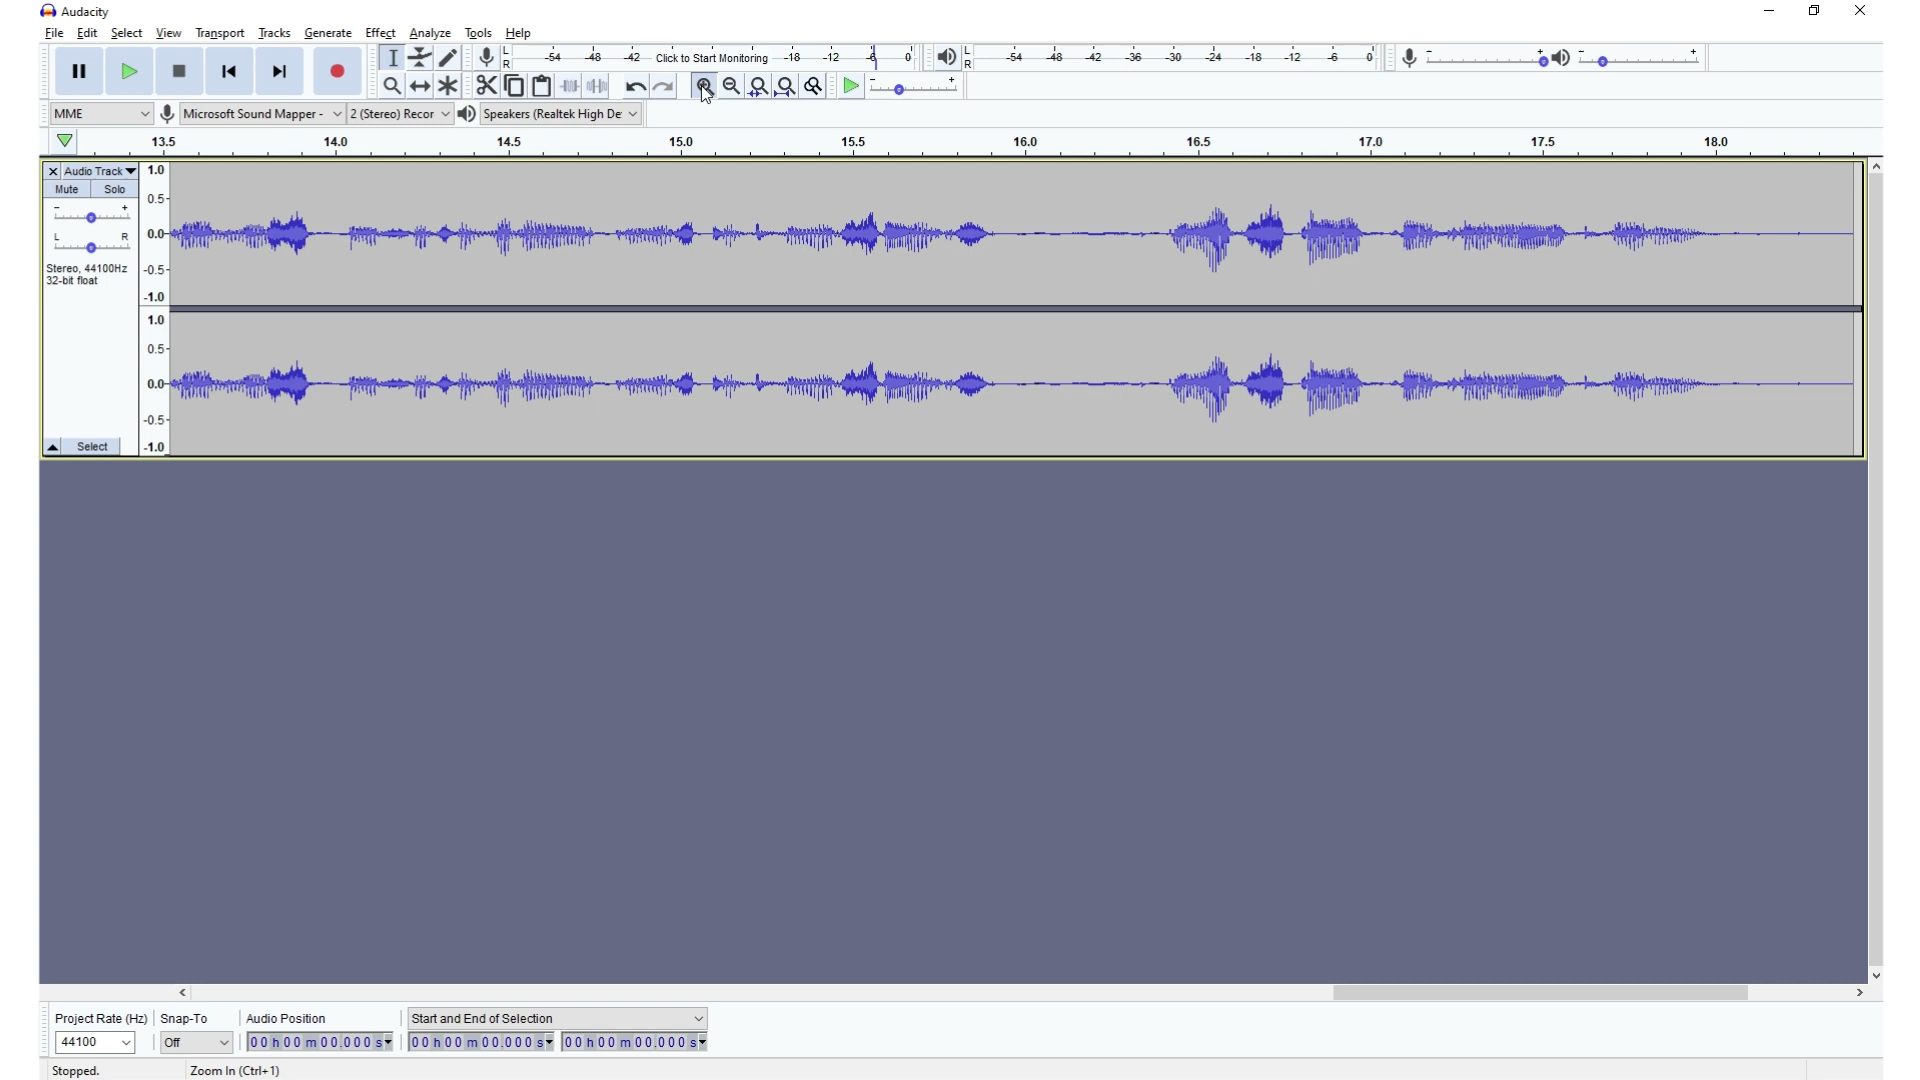 Audacity
File Edit Select View Transport Tracks Generate Effect Analyze Tools Help
L R -54 -48 -42 Click to Start Monitoring -18 -12 -6 0 L R -54 -48 -42 -36 -30 -24 -18 -12 -6 0 - + - +
- +
MME Microsoft Sound Mapper - 2 (Stereo) Recor Speakers (Realtek High De
13.5 14.0 14.5 15.0 15.5 16.0 16.5 17.0 17.5 18.0
Audio Track 1.0
Mute Solo
0.5
- +
0.0
L R
Stereo, 44100Hz -0.5
32-bit float
-1.0
1.0
0.5
0.0
-0.5
Select -1.0
Project Rate (Hz) Snap-To Audio Position Start and End of Selection
44100 Off 00 h 00 m 00.000 s 00 h 00 m 00.000 s 00 h 00 m 00.000 s
Stopped. Zoom In (Ctrl+1)